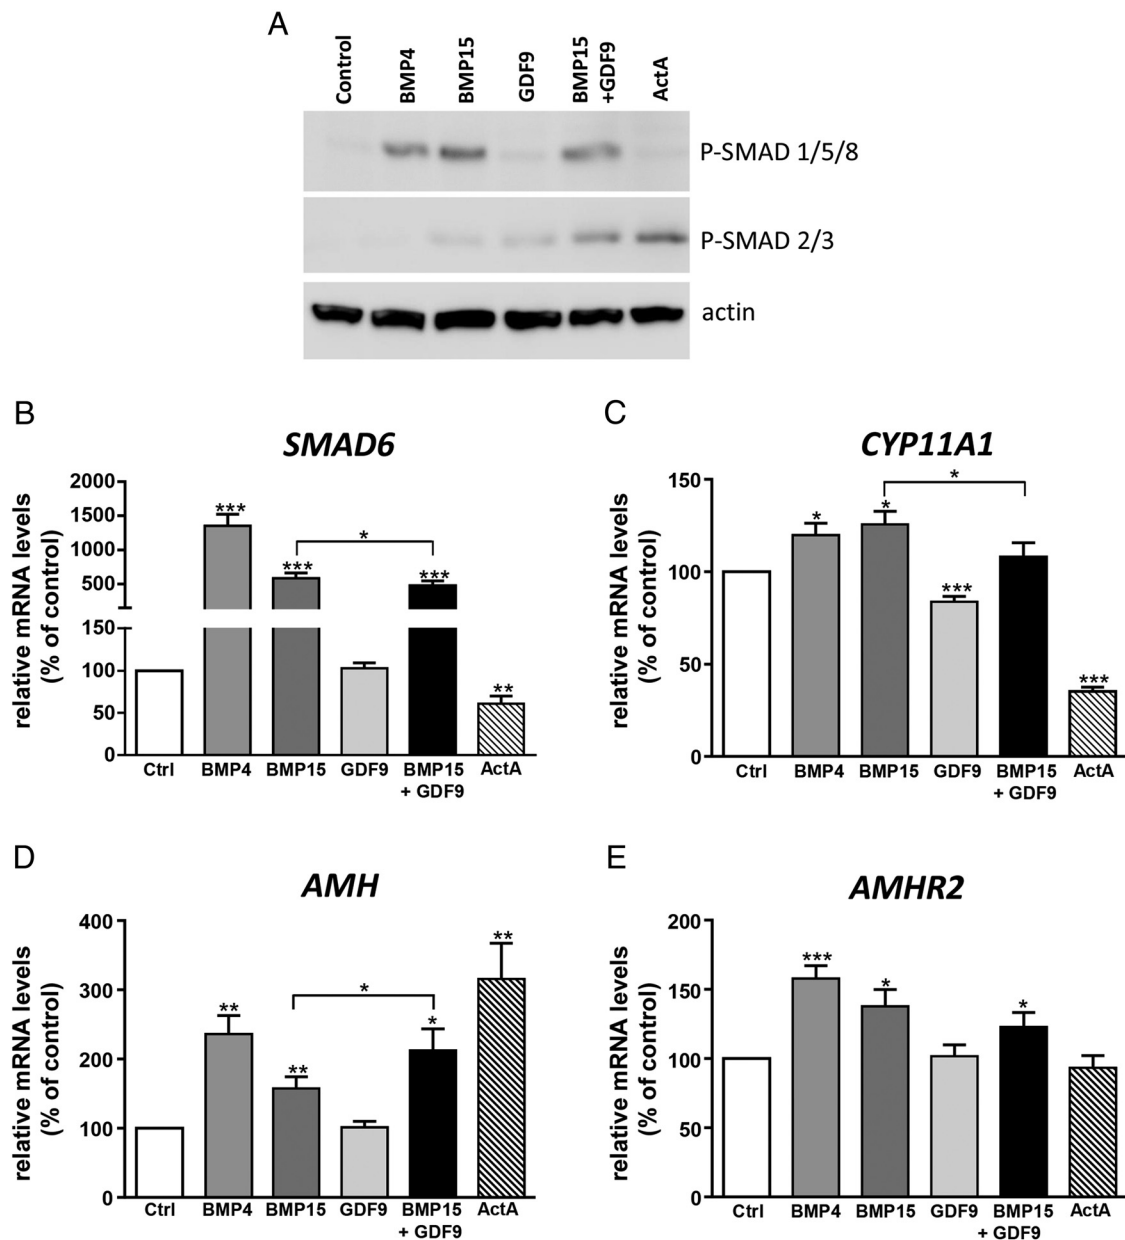 A
Control
BMP4
BMP15
GDF9
BMP15
+GDF9
ActA
P-SMAD 1/5/8
P-SMAD 2/3
actin
B
SMAD6
relative mRNA levels
(% of control)
2000
1500
1000
500
150
100
50
0
***
***
*
***
**
Ctrl BMP4 BMP15 GDF9 BMP15 ActA
+ GDF9
C
CYP11A1
relative mRNA levels
(% of control)
150
100
50
0
*
*
*
***
***
Ctrl BMP4 BMP15 GDF9 BMP15 ActA
+ GDF9
D
AMH
relative mRNA levels
(% of control)
400
300
200
100
0
**
**
*
*
**
Ctrl BMP4 BMP15 GDF9 BMP15 ActA
+ GDF9
E
AMHR2
relative mRNA levels
(% of control)
200
150
100
50
0
***
*
*
Ctrl BMP4 BMP15 GDF9 BMP15 ActA
+ GDF9